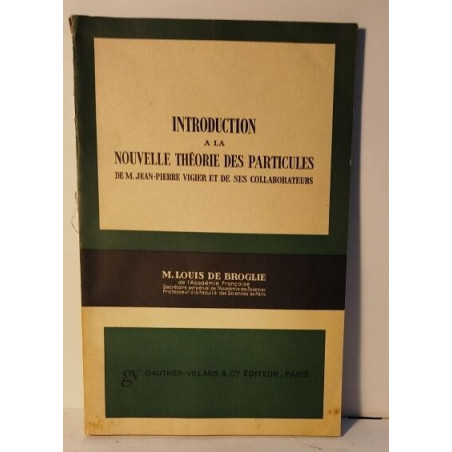 INTRODUCTION
A LA
NOUVELLE THÉORIE DES PARTICULES
DE M. JEAN-PIERRE VIGIER ET DE SES COLLABORATEURS
M. LOUIS DE BROGLIE
de l'Académie Française
Secrétaire perpétuel de l'Académie des Sciences
Professeur à la Faculté des Sciences de Paris
gv GAUTHIER-VILLARS & Cie ÉDITEUR, PARIS